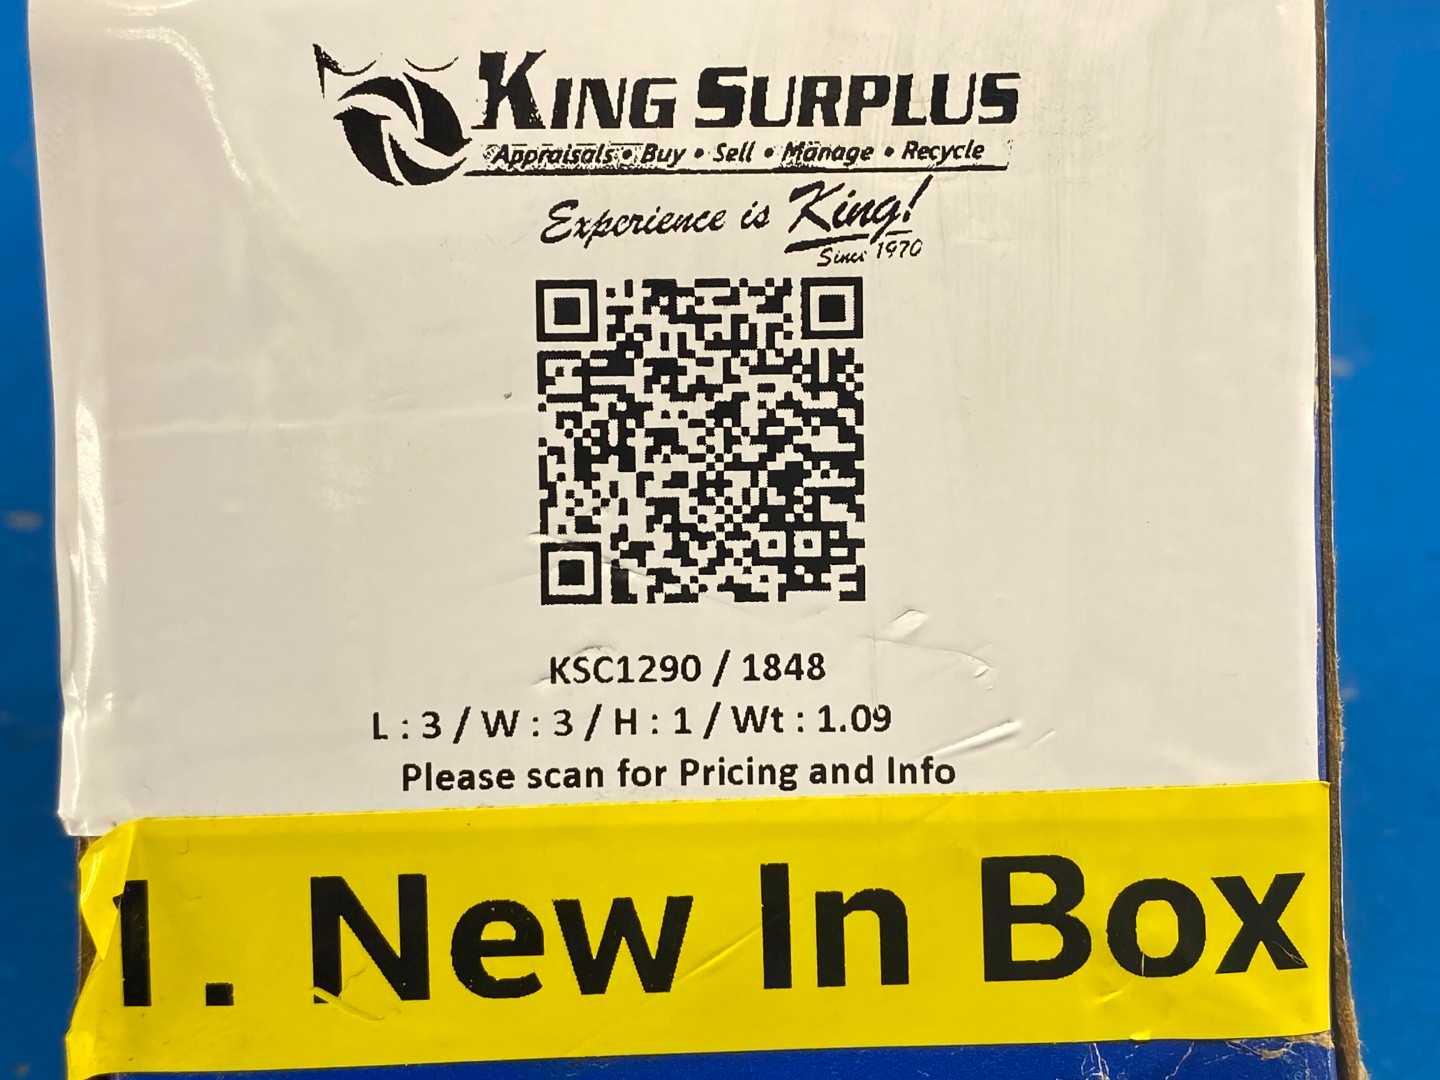 KING SURPLUS
Appraisals • Buy • Sell • Manage • Recycle
Experience is King!
Since 1970
KSC1290 / 1848
L : 3 / W : 3 / H : 1 / Wt : 1.09
Please scan for Pricing and Info
1. New In Box